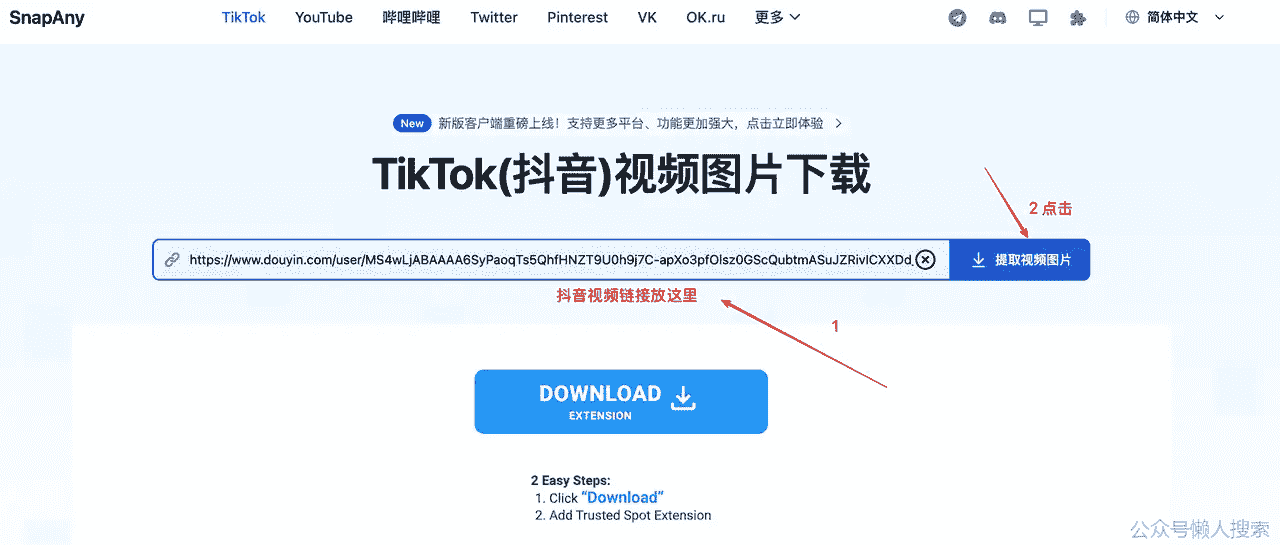 SnapAny
TikTok YouTube 哔哩哔哩 Twitter Pinterest VK OK.ru 更多 简体中文
New 新版客户端重磅上线！支持更多平台、功能更加强大，点击立即体验
TikTok(抖音)视频图片下载
2 点击
https://www.douyin.com/user/MS4wLjABAAAA6SyPaoqTs5QhfHNZT9U0h9j7C-apXo3pfOlsz0GScQubtmASuJZRivlCXXDd_ 提取视频图片
抖音视频链接放这里
1
DOWNLOAD
EXTENSION
2 Easy Steps:
1. Click “Download”
2. Add Trusted Spot Extension
公众号懒人搜索